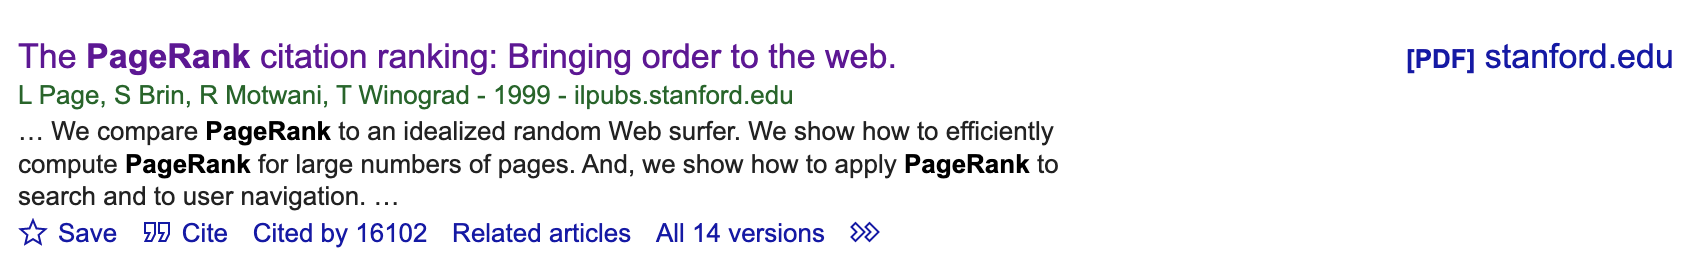 The PageRank citation ranking: Bringing order to the web.
[PDF] stanford.edu
L Page, S Brin, R Motwani, T Winograd - 1999 - ilpubs.stanford.edu
… We compare PageRank to an idealized random Web surfer. We show how to efficiently
compute PageRank for large numbers of pages. And, we show how to apply PageRank to
search and to user navigation. …
Save Cite Cited by 16102 Related articles All 14 versions